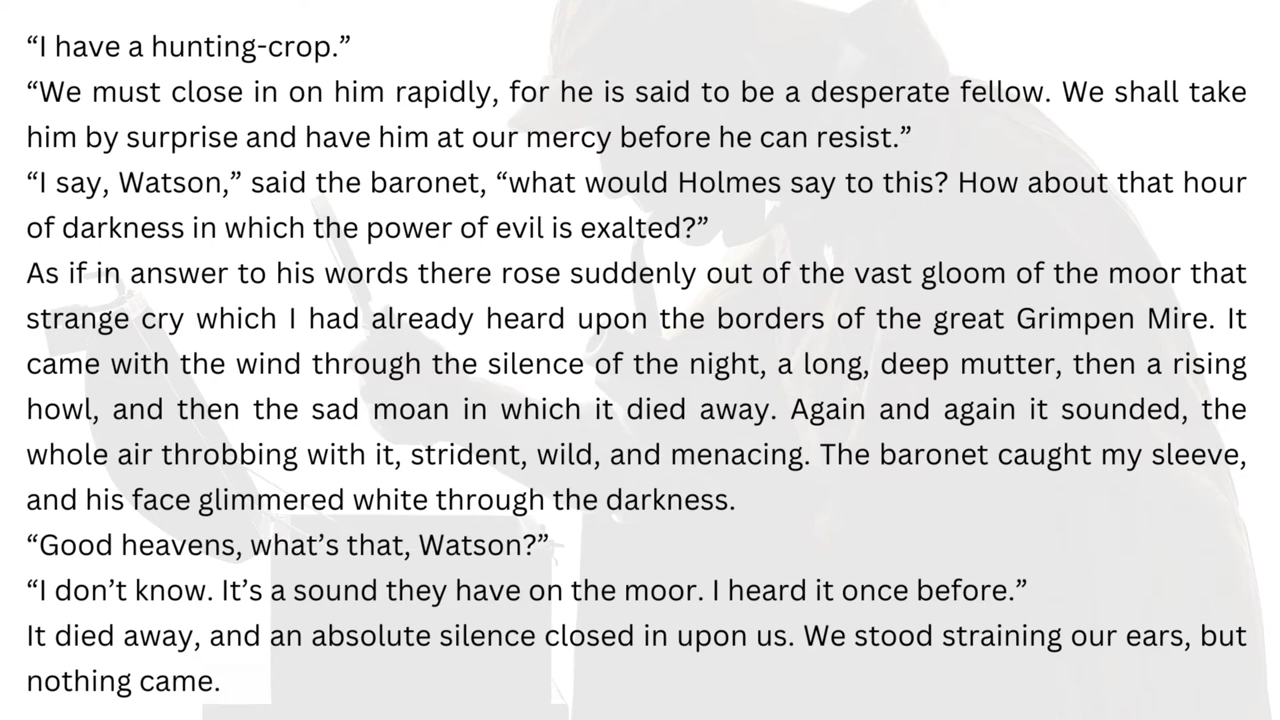 “I have a hunting-crop.”
“We must close in on him rapidly, for he is said to be a desperate fellow. We shall take
him by surprise and have him at our mercy before he can resist.”
“I say, Watson,” said the baronet, “what would Holmes say to this? How about that hour
of darkness in which the power of evil is exalted?”
As if in answer to his words there rose suddenly out of the vast gloom of the moor that
strange cry which I had already heard upon the borders of the great Grimpen Mire. It
came with the wind through the silence of the night, a long, deep mutter, then a rising
howl, and then the sad moan in which it died away. Again and again it sounded, the
whole air throbbing with it, strident, wild, and menacing. The baronet caught my sleeve,
and his face glimmered white through the darkness.
“Good heavens, what’s that, Watson?”
“I don’t know. It’s a sound they have on the moor. I heard it once before.”
It died away, and an absolute silence closed in upon us. We stood straining our ears, but
nothing came.